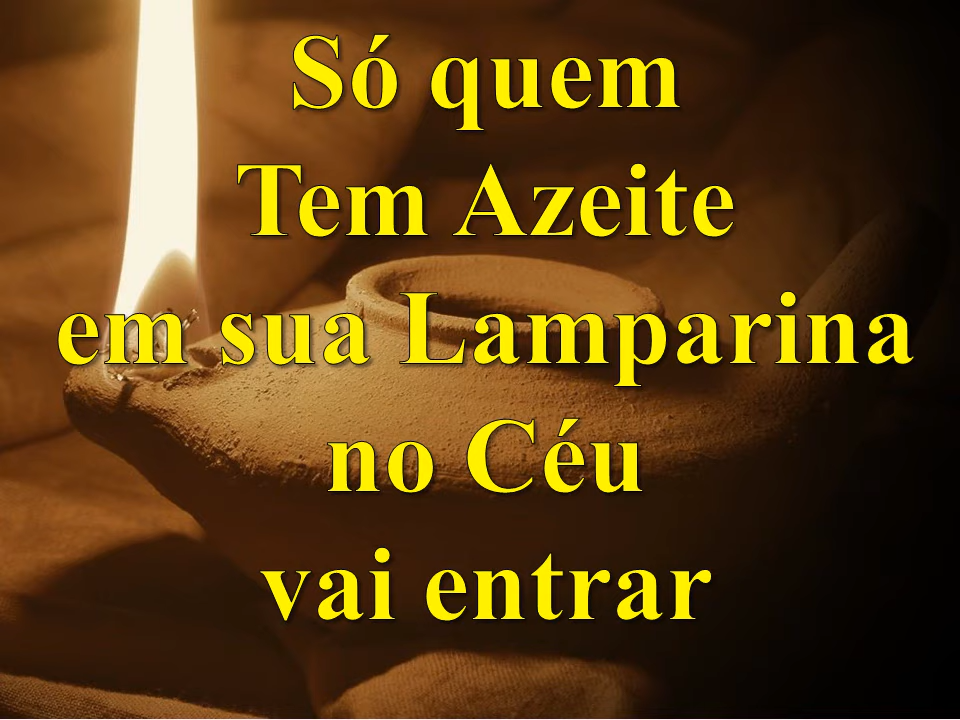 Só quem
Tem Azeite
em sua Lamparina
no Céu
vai entrar